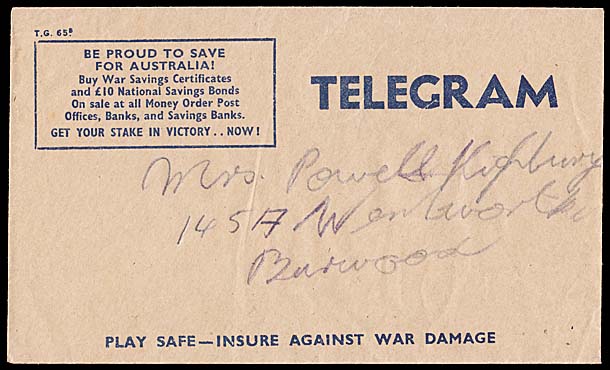 T.G. 65B
BE PROUD TO SAVE
FOR AUSTRALIA!
Buy War Savings Certificates
and £10 National Savings Bonds
On sale at all Money Order Post
Offices, Banks, and Savings Banks.
GET YOUR STAKE IN VICTORY . . NOW!
TELEGRAM
Mrs. Powell Highbury
145A Wentworth
Burwood
PLAY SAFE—INSURE AGAINST WAR DAMAGE